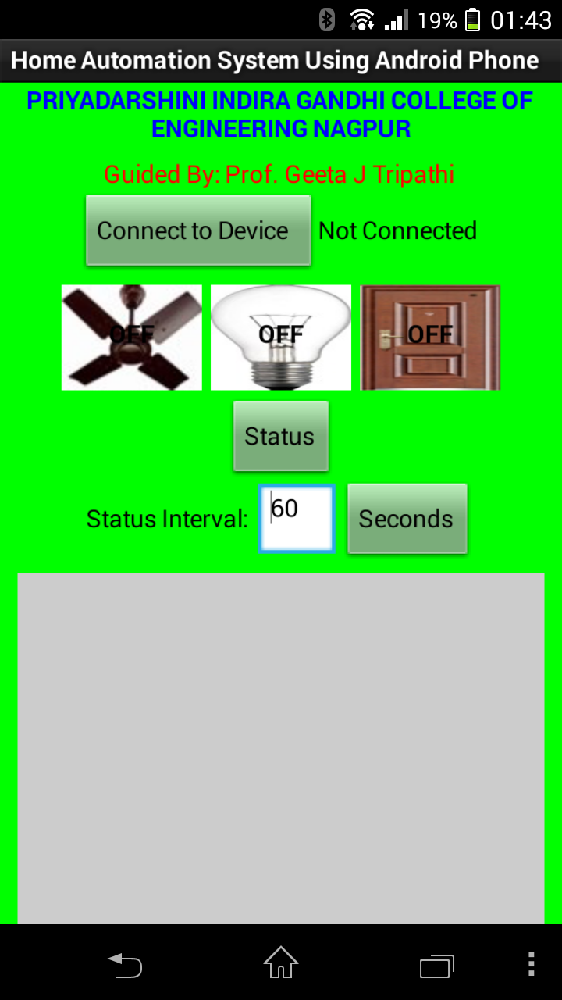 19% 01:43
Home Automation System Using Android Phone
PRIYADARSHINI INDIRA GANDHI COLLEGE OF
ENGINEERING NAGPUR
Guided By: Prof. Geeta J Tripathi
Connect to Device Not Connected
OFF OFF OFF
Status
Status Interval: 60 Seconds